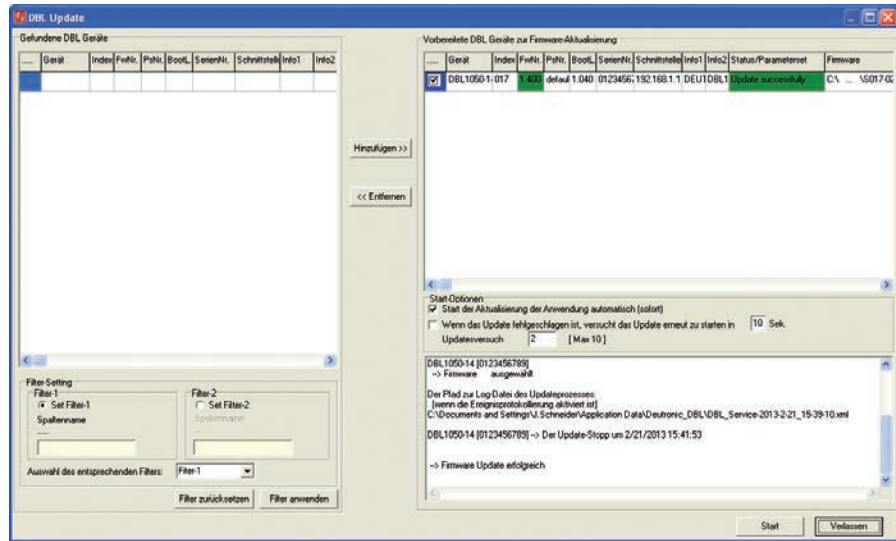 DBL Update
Gefundene DBL Geräte
..... Gerät Index FwNr. PsNr. BootL. SerienNr. Schnittstelle Info1 Info2
Hinzufügen >>
<< Entfernen
Filter-Setting
Filter-1
Set Filter-1
Spaltenname
.....
Filter-2
Set Filter-2
Spaltenname
...
Auswahl des entsprechenden Filters: Filter-1
Filter zurücksetzen Filter anwenden
Vorbereitete DBL Geräte zur Firmware-Aktualisierung
..... Gerät Index FwNr. PsNr. BootL. SerienNr. Schnittstelle Info1 Info2 Status/Parameterset Firmware
DBL1050-1- 017 1.400 defaul 1.040 0123456 192.168.1.1 DEU1 DBL1 Update successfully C:\ ... \S017-02
Start-Optionen
Start der Aktualisierung der Anwendung automatisch (sofort)
Wenn das Update fehlgeschlagen ist, versucht das Update erneut zu starten in 10 Sek.
Updatesversuch 2 [ Max 10 ]
DBL1050-14 [0123456789]
--> Firmware ausgewählt
Der Pfad zur Log-Datei des Updateprozesses:
[wenn die Ereignisprotokollierung aktiviert ist]
C:\Documents and Settings\J.Schneider\Application Data\Deutronic_DBL\DBL_Service-2013-2-21_15-39-10.xml
DBL1050-14 [0123456789] --> Der Update-Stopp um 2/21/2013 15:41:53
--> Firmware Update erfolgreich
Start Verlassen